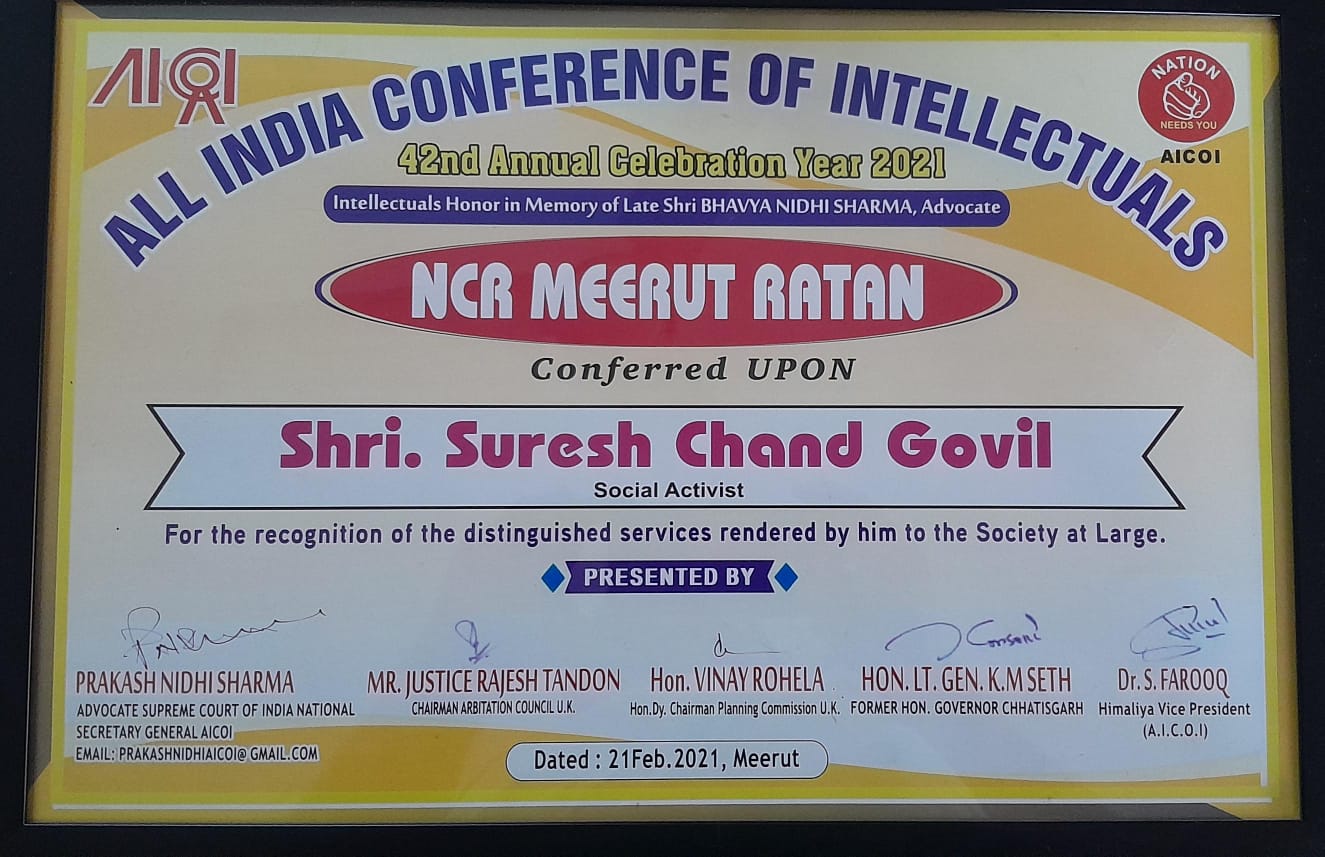 AICOI
NATION
NEEDS YOU
AICOI
ALL INDIA CONFERENCE OF INTELLECTUALS
42nd Annual Celebration Year 2021
Intellectuals Honor in Memory of Late Shri BHAVYA NIDHI SHARMA, Advocate
NCR MEERUT RATAN
Conferred UPON
Shri. Suresh Chand Govil
Social Activist
For the recognition of the distinguished services rendered by him to the Society at Large.
PRESENTED BY
PRAKASH NIDHI SHARMA
ADVOCATE SUPREME COURT OF INDIA NATIONAL
SECRETARY GENERAL AICOI
EMAIL: PRAKASHNIDHIAICOI@GMAIL.COM
MR. JUSTICE RAJESH TANDON
CHAIRMAN ARBITATION COUNCIL U.K.
Hon. VINAY ROHELA
Hon.Dy. Chairman Planning Commission U.K.
HON. LT. GEN. K.M SETH
FORMER HON. GOVERNOR CHHATISGARH
Dr. S. FAROOQ
Himaliya Vice President
(A.I.C.O.I)
Dated : 21Feb.2021, Meerut